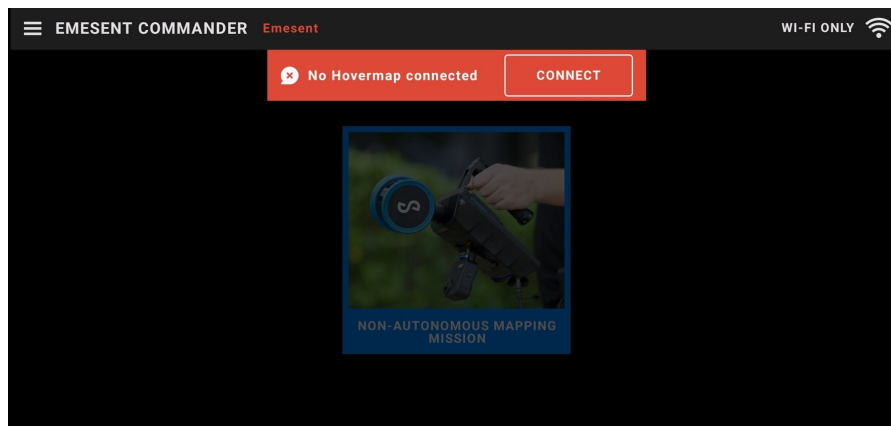 EMESENT COMMANDER Emesent WI-FI ONLY
No Hovermap connected CONNECT
NON-AUTONOMOUS MAPPING
MISSION